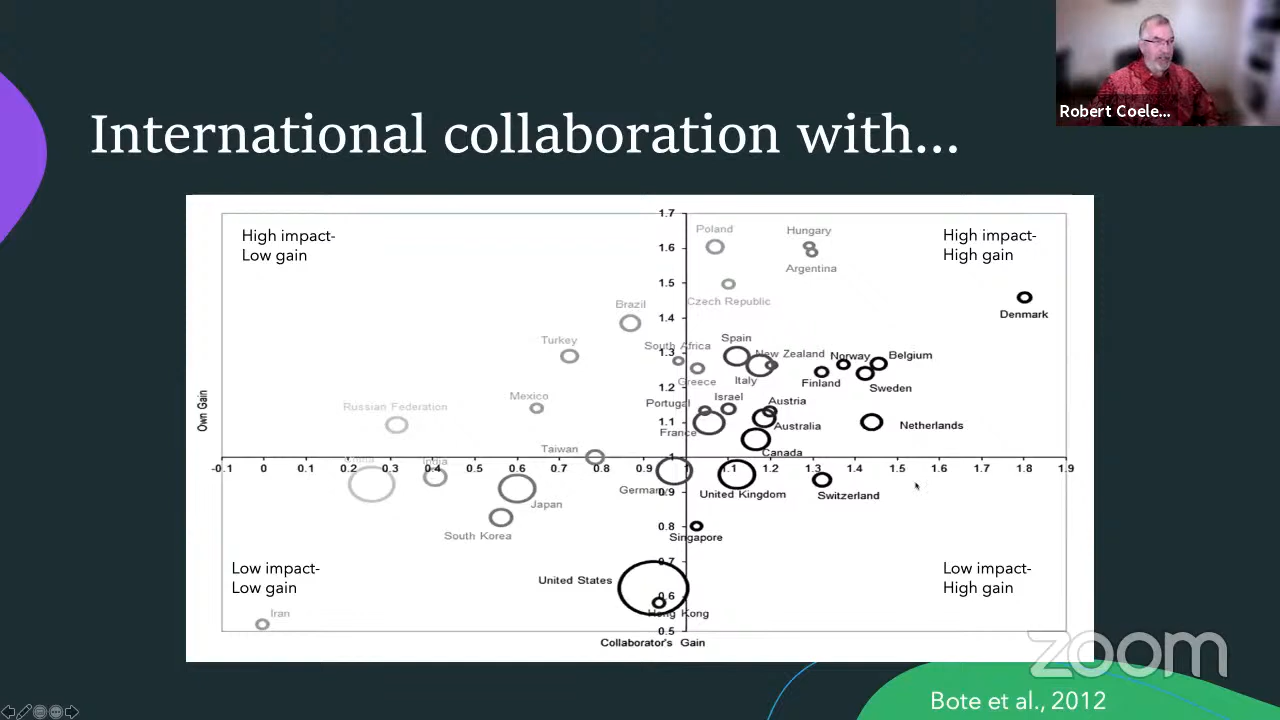 Robert Coele...
International collaboration with...
High impact-
Low gain
High impact-
High gain
Low impact-
Low gain
Low impact-
High gain
Own Gain
1.7
1.6
1.5
1.4
1.3
1.2
1.1
1
0.9
0.8
0.7
0.6
0.5
-0.1
0
0.2
0.3
0.4
0.5
0.6
0.7
0.8
0.9
1.1
1.2
1.3
1.4
1.5
1.6
1.7
1.8
1.9
Poland
Hungary
Argentina
Czech Republic
Denmark
Brazil
Turkey
South Africa
Spain
New Zealand
Norway
Belgium
Greece
Italy
Finland
Sweden
Mexico
Portugal
Israel
Austria
Russian Federation
France
Australia
Netherlands
Taiwan
Canada
India
Germany
United Kingdom
Switzerland
Japan
South Korea
Singapore
United States
Hong Kong
Iran
Collaborator's Gain
zoom
Bote et al., 2012